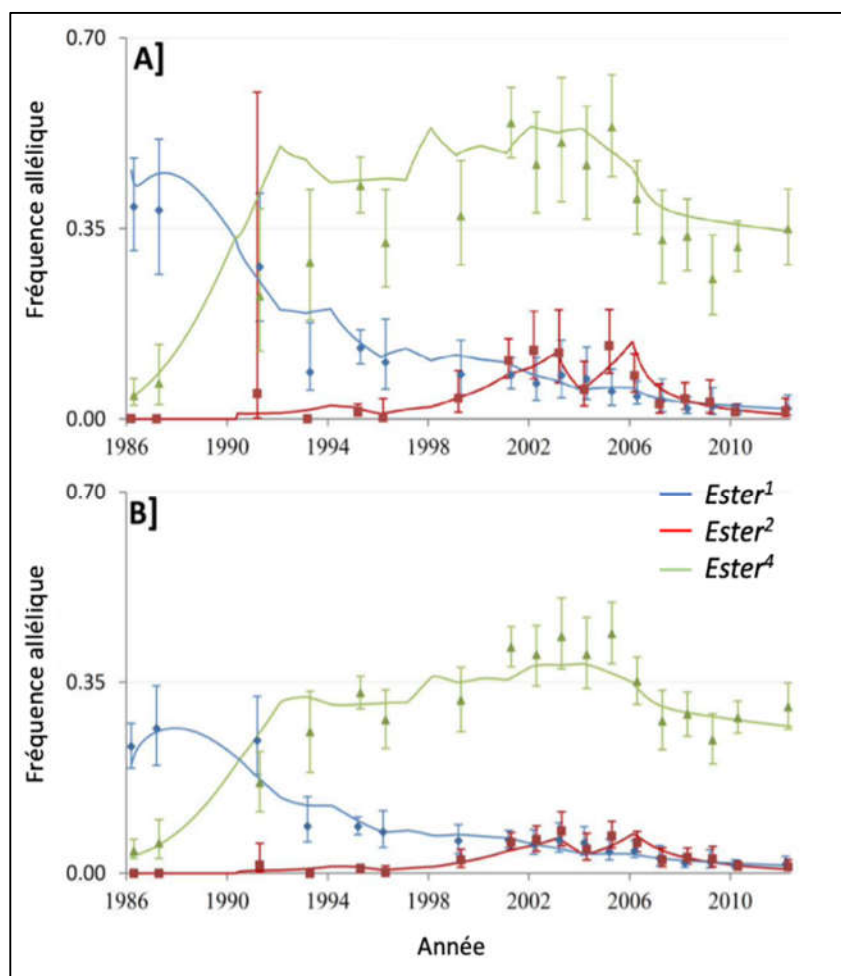 0.70
A]
0.35
0.00
Fréquence allélique
1986 1990 1994 1998 2002 2006 2010
0.70
B]
Ester1
Ester2
Ester4
0.35
0.00
Fréquence allélique
1986 1990 1994 1998 2002 2006 2010
Année